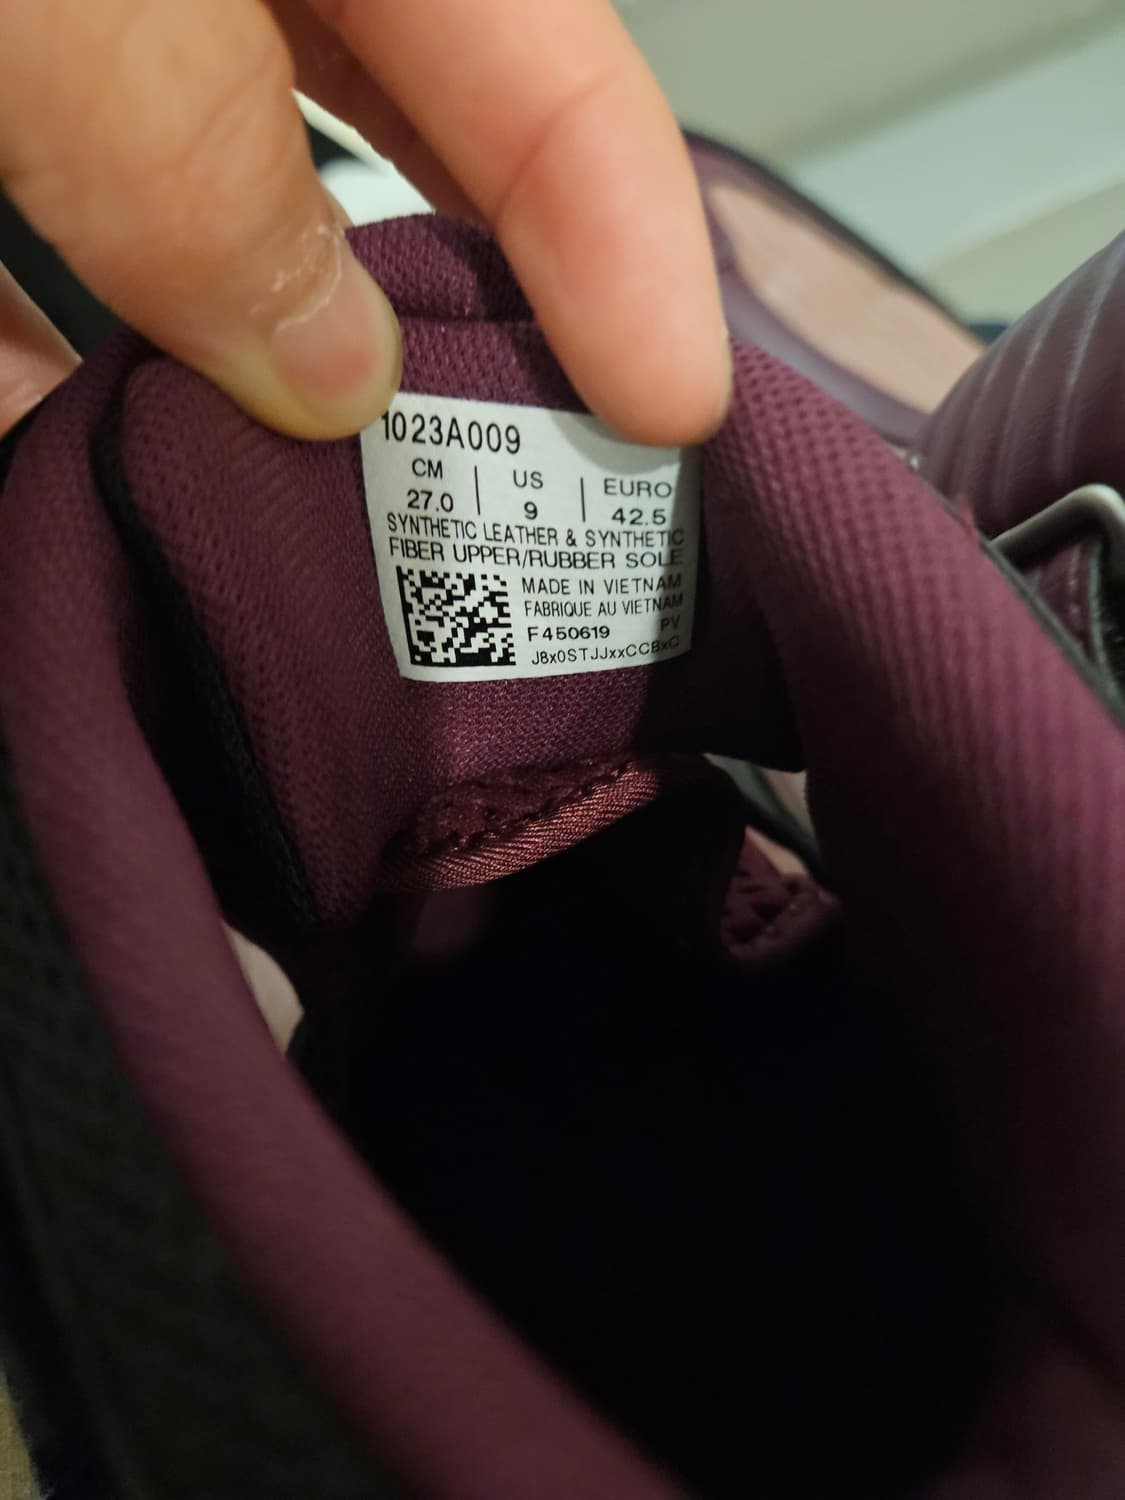 1023A009
CM | US | EURO
27.0 | 9 | 42.5
SYNTHETIC LEATHER & SYNTHETIC
FIBER UPPER/RUBBER SOLE
MADE IN VIETNAM
FABRIQUE AU VIETNAM
F450619 PV
J8x0STJJxxCCBxC